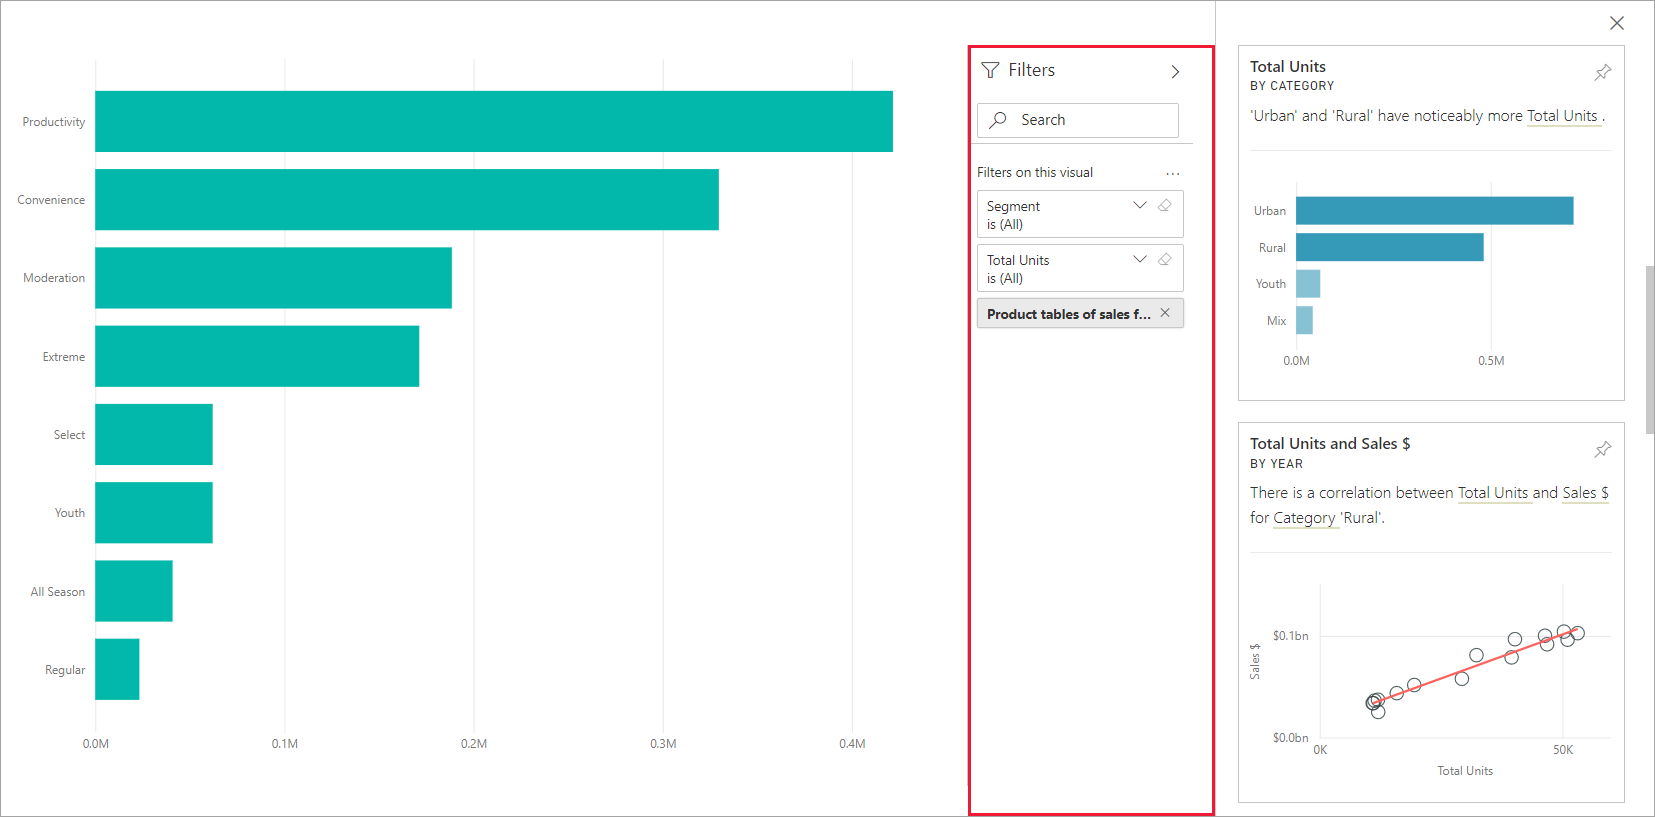 Productivity
Convenience
Moderation
Extreme
Select
Youth
All Season
Regular
0.0M 0.1M 0.2M 0.3M 0.4M
Filters
Search
Filters on this visual ...
Segment
is (All)
Total Units
is (All)
Product tables of sales f...
Total Units
BY CATEGORY
'Urban' and 'Rural' have noticeably more Total Units .
Urban
Rural
Youth
Mix
0.0M 0.5M
Total Units and Sales $
BY YEAR
There is a correlation between Total Units and Sales $
for Category 'Rural'.
$0.1bn
Sales $
$0.0bn
0K 50K
Total Units